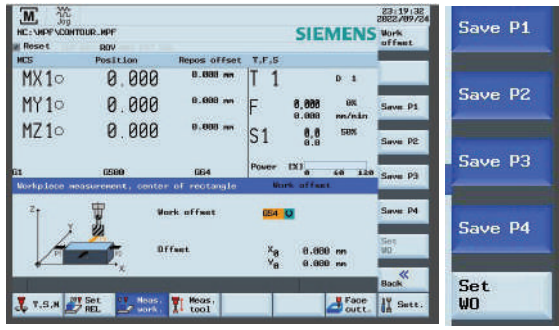 M
Jog
23:19:32
2022/09/24
NC:\MPF\CONTOUR.MPF
SIEMENS
Work offset
Reset
ROV
MCS Position Repos offset T,F,S
MX1 0.000 0.000 mm T 1 D 1
MY1 0.000 0.000 mm F 0.000 0% 0.000 mm/min
MZ1 0.000 0.000 mm S1 0.0 50% 0.0
Power [%] 0 60 120
G1 G500 G64
Workpiece measurement, center of rectangle Work offset
Z
Y
X
Work offset G54
Offset X0 0.000 mm
Y0 0.000 mm
Save P1
Save P2
Save P3
Save P4
Set
WO
«
Back
T,S,M
Set
REL
Meas.
work.
Meas.
tool
Face
cutt.
Sett.
Save P1
Save P2
Save P3
Save P4
Set
WO